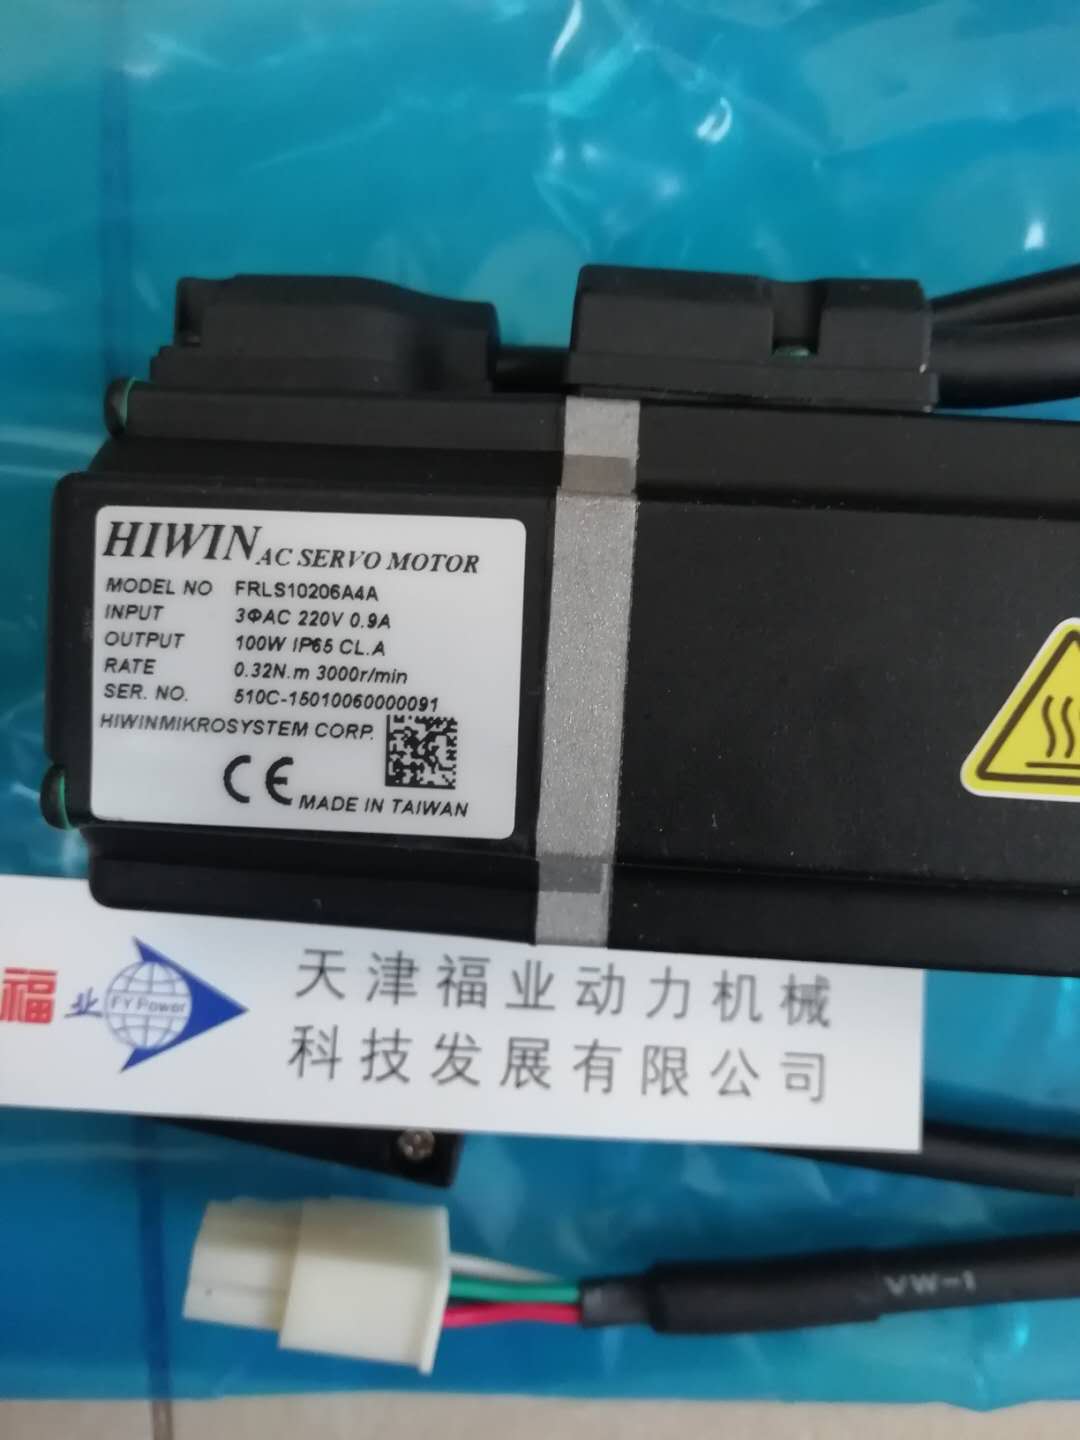 HIWIN AC SERVO MOTOR
MODEL NO FRLS10206A4A
INPUT 3ΦAC 220V 0.9A
OUTPUT 100W IP65 CL.A
RATE 0.32N.m 3000r/min
SER. NO. 510C-15010060000091
HIWINMIKROSYSTEM CORP.
CE MADE IN TAIWAN
福业 FY Power
天津福业动力机械
科技发展有限公司
VW-1